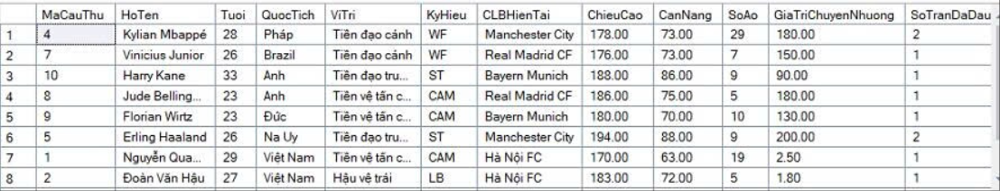 MaCauThu HoTen Tuoi QuocTich ViTri KyHieu CLBHienTai ChieuCao CanNang SoAo GiaTriChuyenNhuong SoTranDaDau
1 4 Kylian Mbappé 28 Pháp Tiền đạo cánh WF Manchester City 178.00 73.00 29 180.00 2
2 7 Vinicius Junior 26 Brazil Tiền đạo cánh WF Real Madrid CF 176.00 73.00 7 150.00 1
3 10 Harry Kane 33 Anh Tiền đạo tru... ST Bayern Munich 188.00 86.00 9 90.00 1
4 8 Jude Belling... 23 Anh Tiền vệ tấn c... CAM Real Madrid CF 186.00 75.00 5 180.00 1
5 9 Florian Wirtz 23 Đức Tiền vệ tấn c... CAM Bayern Munich 180.00 70.00 10 130.00 1
6 5 Erling Haaland 26 Na Uy Tiền đạo tru... ST Manchester City 194.00 88.00 9 200.00 2
7 1 Nguyễn Qua... 29 Việt Nam Tiền vệ tấn c... CAM Hà Nội FC 170.00 63.00 19 2.50 1
8 2 Đoàn Văn Hậu 27 Việt Nam Hậu vệ trái LB Hà Nội FC 183.00 72.00 5 1.80 1